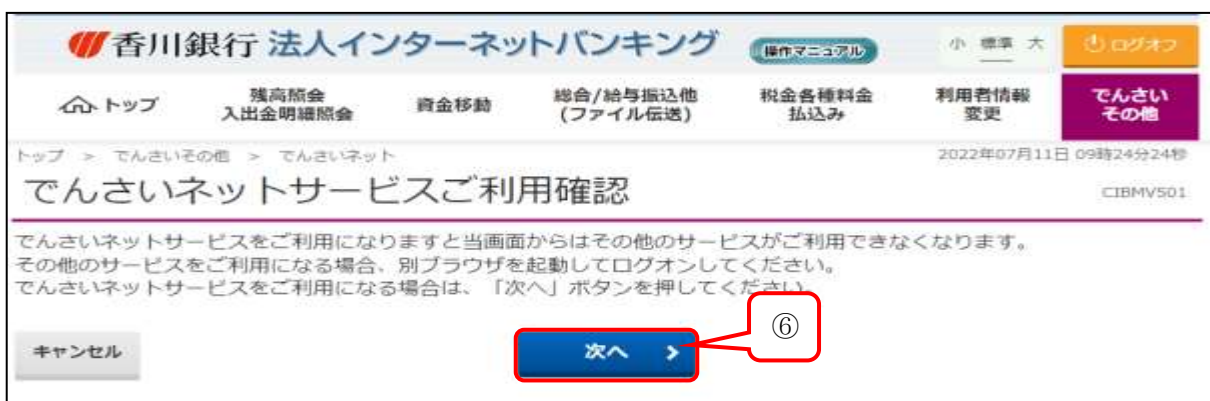 香川銀行 法人インターネットバンキング 操作マニュアル 小 標準 大 ログオフ
トップ 残高照会 資金移動 総合/給与振込他 税金各種料金 利用者情報 でんさい
入出金明細照会 (ファイル伝送) 払込み 変更 その他
トップ > でんさいその他 > でんさいネット 2022年07月11日 09時24分24秒
でんさいネットサービスご利用確認 CIBMV501
でんさいネットサービスをご利用になりますと当画面からはその他のサービスがご利用できなくなります。
その他のサービスをご利用になる場合、別ブラウザを起動してログオンしてください。
でんさいネットサービスをご利用になる場合は、「次へ」ボタンを押してください。
⑥
キャンセル 次へ >